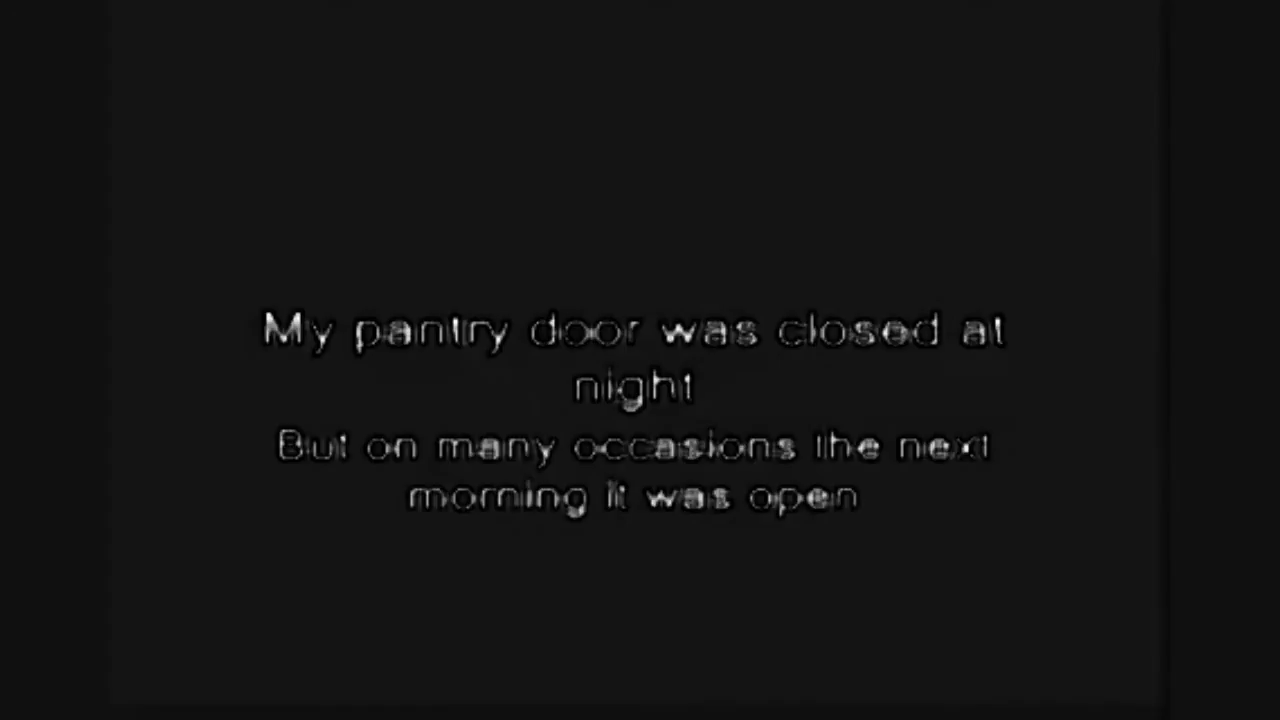 My pantry door was closed at
night
But on many occasions the next
morning it was open